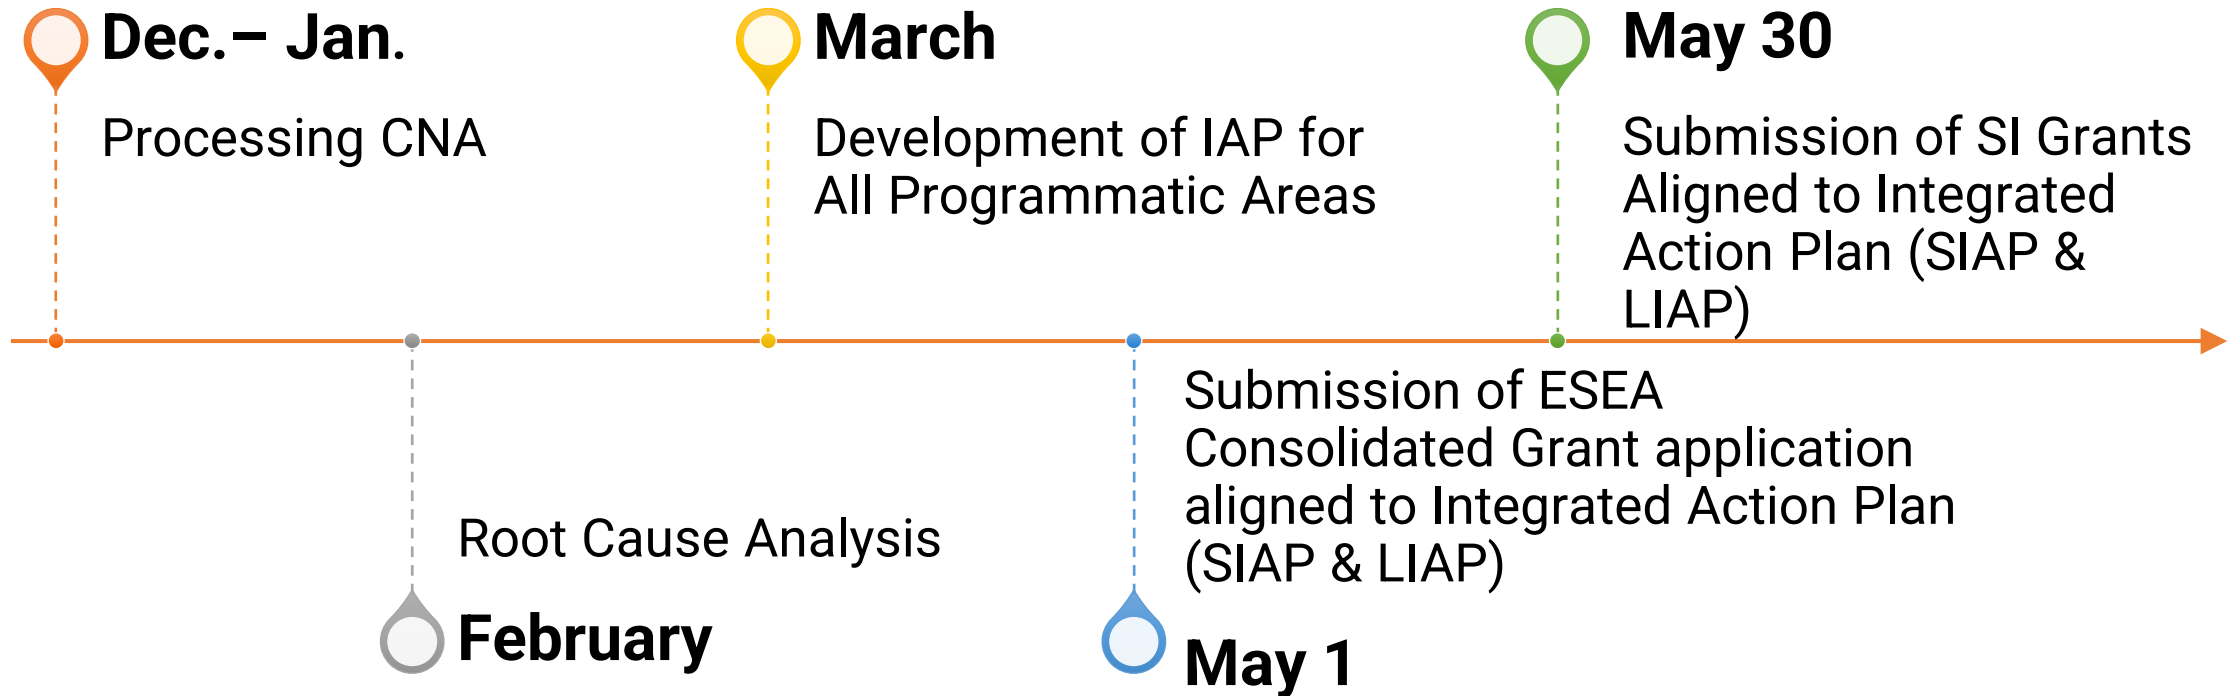 Dec.– Jan.
Processing CNA
Root Cause Analysis
February
March
Development of IAP for
All Programmatic Areas
Submission of ESEA
Consolidated Grant application
aligned to Integrated Action Plan
(SIAP & LIAP)
May 1
May 30
Submission of SI Grants
Aligned to Integrated
Action Plan (SIAP &
LIAP)